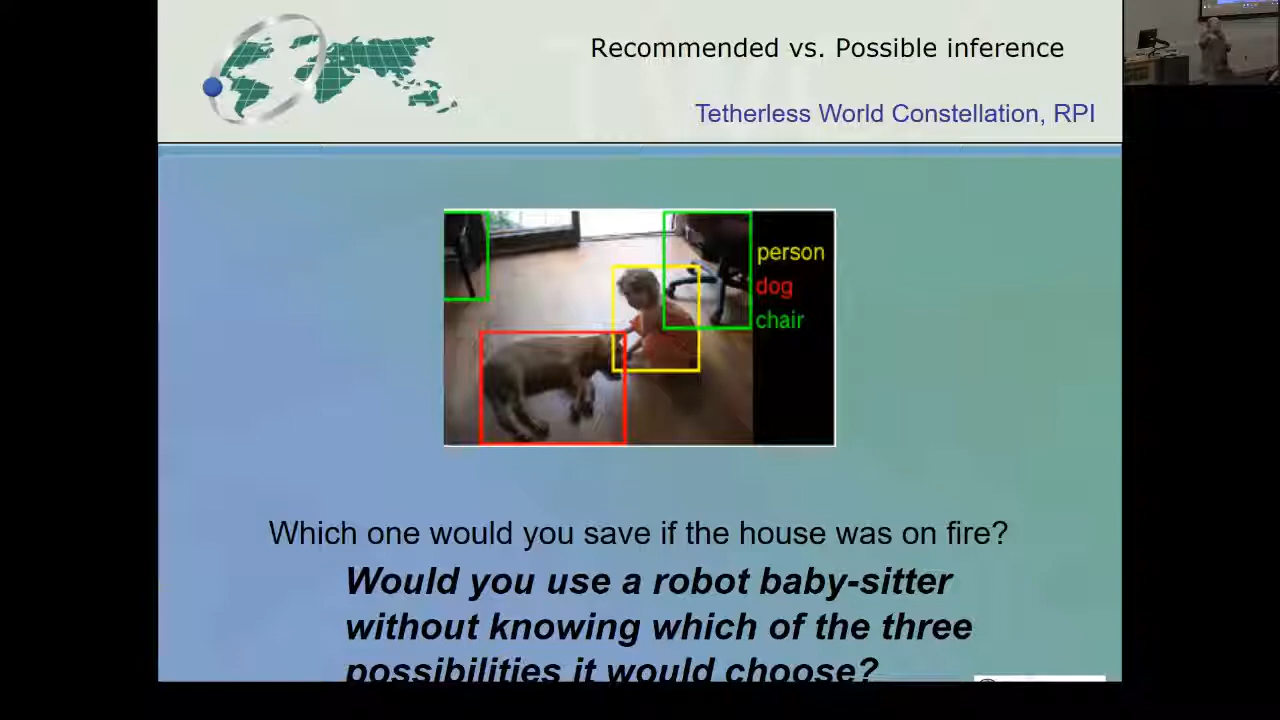 Recommended vs. Possible inference
Tetherless World Constellation, RPI
person
dog
chair
Which one would you save if the house was on fire?
Would you use a robot baby-sitter
without knowing which of the three
possibilities it would choose?